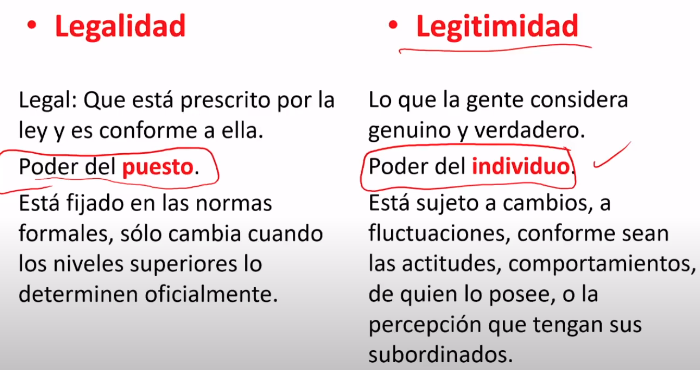 • Legalidad
Legal: Que está prescrito por la
ley y es conforme a ella.
Poder del puesto.
Está fijado en las normas
formales, sólo cambia cuando
los niveles superiores lo
determinen oficialmente.
• Legitimidad
Lo que la gente considera
genuino y verdadero.
Poder del individuo.
Está sujeto a cambios, a
fluctuaciones, conforme sean
las actitudes, comportamientos,
de quien lo posee, o la
percepción que tengan sus
subordinados.